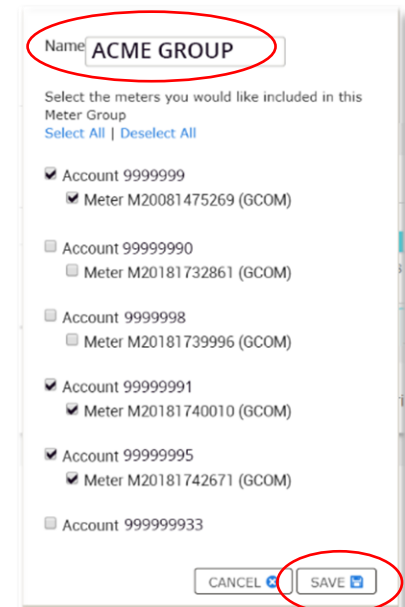 Name ACME GROUP
Select the meters you would like included in this
Meter Group
Select All | Deselect All
Account 9999999
Meter M20081475269 (GCOM)
Account 99999990
Meter M20181732861 (GCOM)
Account 9999998
Meter M20181739996 (GCOM)
Account 99999991
Meter M20181740010 (GCOM)
Account 99999995
Meter M20181742671 (GCOM)
Account 999999933
CANCEL SAVE